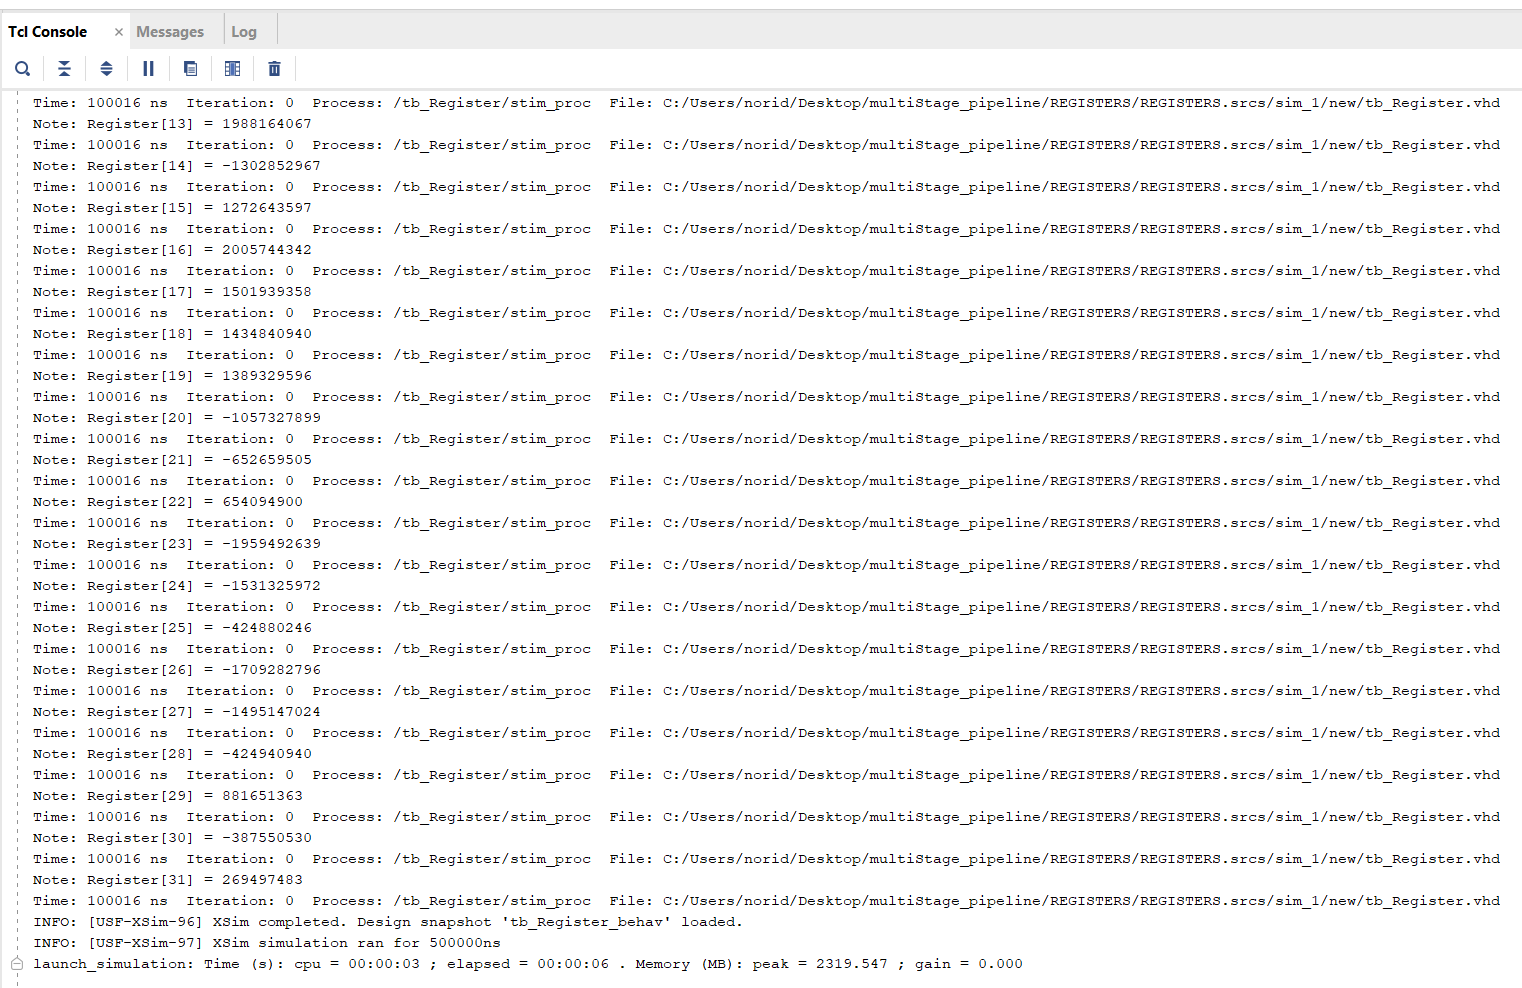 Tcl Console × Messages Log
Time: 100016 ns  Iteration: 0  Process: /tb_Register/stim_proc  File: C:/Users/norid/Desktop/multiStage_pipeline/REGISTERS/REGISTERS.srcs/sim_1/new/tb_Register.vhd
Note: Register[13] = 1988164067
Time: 100016 ns  Iteration: 0  Process: /tb_Register/stim_proc  File: C:/Users/norid/Desktop/multiStage_pipeline/REGISTERS/REGISTERS.srcs/sim_1/new/tb_Register.vhd
Note: Register[14] = -1302852967
Time: 100016 ns  Iteration: 0  Process: /tb_Register/stim_proc  File: C:/Users/norid/Desktop/multiStage_pipeline/REGISTERS/REGISTERS.srcs/sim_1/new/tb_Register.vhd
Note: Register[15] = 1272643597
Time: 100016 ns  Iteration: 0  Process: /tb_Register/stim_proc  File: C:/Users/norid/Desktop/multiStage_pipeline/REGISTERS/REGISTERS.srcs/sim_1/new/tb_Register.vhd
Note: Register[16] = 2005744342
Time: 100016 ns  Iteration: 0  Process: /tb_Register/stim_proc  File: C:/Users/norid/Desktop/multiStage_pipeline/REGISTERS/REGISTERS.srcs/sim_1/new/tb_Register.vhd
Note: Register[17] = 1501939358
Time: 100016 ns  Iteration: 0  Process: /tb_Register/stim_proc  File: C:/Users/norid/Desktop/multiStage_pipeline/REGISTERS/REGISTERS.srcs/sim_1/new/tb_Register.vhd
Note: Register[18] = 1434840940
Time: 100016 ns  Iteration: 0  Process: /tb_Register/stim_proc  File: C:/Users/norid/Desktop/multiStage_pipeline/REGISTERS/REGISTERS.srcs/sim_1/new/tb_Register.vhd
Note: Register[19] = 1389329596
Time: 100016 ns  Iteration: 0  Process: /tb_Register/stim_proc  File: C:/Users/norid/Desktop/multiStage_pipeline/REGISTERS/REGISTERS.srcs/sim_1/new/tb_Register.vhd
Note: Register[20] = -1057327899
Time: 100016 ns  Iteration: 0  Process: /tb_Register/stim_proc  File: C:/Users/norid/Desktop/multiStage_pipeline/REGISTERS/REGISTERS.srcs/sim_1/new/tb_Register.vhd
Note: Register[21] = -652659505
Time: 100016 ns  Iteration: 0  Process: /tb_Register/stim_proc  File: C:/Users/norid/Desktop/multiStage_pipeline/REGISTERS/REGISTERS.srcs/sim_1/new/tb_Register.vhd
Note: Register[22] = 654094900
Time: 100016 ns  Iteration: 0  Process: /tb_Register/stim_proc  File: C:/Users/norid/Desktop/multiStage_pipeline/REGISTERS/REGISTERS.srcs/sim_1/new/tb_Register.vhd
Note: Register[23] = -1959492639
Time: 100016 ns  Iteration: 0  Process: /tb_Register/stim_proc  File: C:/Users/norid/Desktop/multiStage_pipeline/REGISTERS/REGISTERS.srcs/sim_1/new/tb_Register.vhd
Note: Register[24] = -1531325972
Time: 100016 ns  Iteration: 0  Process: /tb_Register/stim_proc  File: C:/Users/norid/Desktop/multiStage_pipeline/REGISTERS/REGISTERS.srcs/sim_1/new/tb_Register.vhd
Note: Register[25] = -424880246
Time: 100016 ns  Iteration: 0  Process: /tb_Register/stim_proc  File: C:/Users/norid/Desktop/multiStage_pipeline/REGISTERS/REGISTERS.srcs/sim_1/new/tb_Register.vhd
Note: Register[26] = -1709282796
Time: 100016 ns  Iteration: 0  Process: /tb_Register/stim_proc  File: C:/Users/norid/Desktop/multiStage_pipeline/REGISTERS/REGISTERS.srcs/sim_1/new/tb_Register.vhd
Note: Register[27] = -1495147024
Time: 100016 ns  Iteration: 0  Process: /tb_Register/stim_proc  File: C:/Users/norid/Desktop/multiStage_pipeline/REGISTERS/REGISTERS.srcs/sim_1/new/tb_Register.vhd
Note: Register[28] = -424940940
Time: 100016 ns  Iteration: 0  Process: /tb_Register/stim_proc  File: C:/Users/norid/Desktop/multiStage_pipeline/REGISTERS/REGISTERS.srcs/sim_1/new/tb_Register.vhd
Note: Register[29] = 881651363
Time: 100016 ns  Iteration: 0  Process: /tb_Register/stim_proc  File: C:/Users/norid/Desktop/multiStage_pipeline/REGISTERS/REGISTERS.srcs/sim_1/new/tb_Register.vhd
Note: Register[30] = -387550530
Time: 100016 ns  Iteration: 0  Process: /tb_Register/stim_proc  File: C:/Users/norid/Desktop/multiStage_pipeline/REGISTERS/REGISTERS.srcs/sim_1/new/tb_Register.vhd
Note: Register[31] = 269497483
Time: 100016 ns  Iteration: 0  Process: /tb_Register/stim_proc  File: C:/Users/norid/Desktop/multiStage_pipeline/REGISTERS/REGISTERS.srcs/sim_1/new/tb_Register.vhd
INFO: [USF-XSim-96] XSim completed. Design snapshot 'tb_Register_behav' loaded.
INFO: [USF-XSim-97] XSim simulation ran for 500000ns
launch_simulation: Time (s): cpu = 00:00:03 ; elapsed = 00:00:06 . Memory (MB): peak = 2319.547 ; gain = 0.000